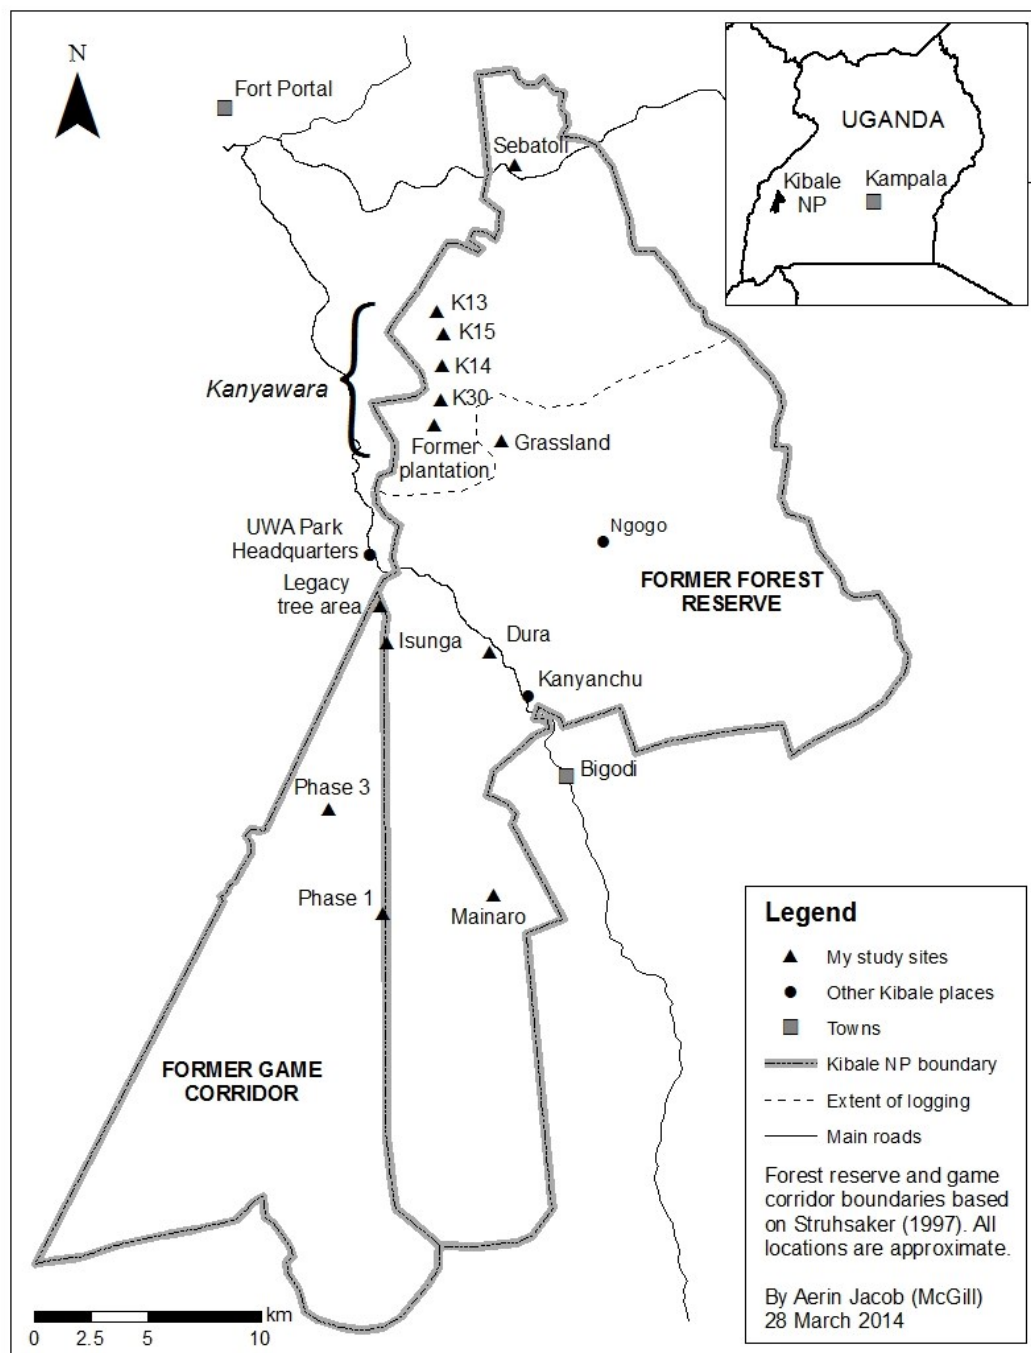 N
Fort Portal
Sebatoli
UGANDA
Kibale
NP
Kampala
K13
K15
K14
K30
Kanyawara
Former
plantation
Grassland
UWA Park
Headquarters
Ngogo
FORMER FOREST
RESERVE
Legacy
tree area
Isunga
Dura
Kanyanchu
Bigodi
Phase 3
Phase 1
Mainaro
FORMER GAME
CORRIDOR
Legend
My study sites
Other Kibale places
Towns
Kibale NP boundary
Extent of logging
Main roads
Forest reserve and game
corridor boundaries based
on Struhsaker (1997). All
locations are approximate.
By Aerin Jacob (McGill)
28 March 2014
km
0 2.5 5 10